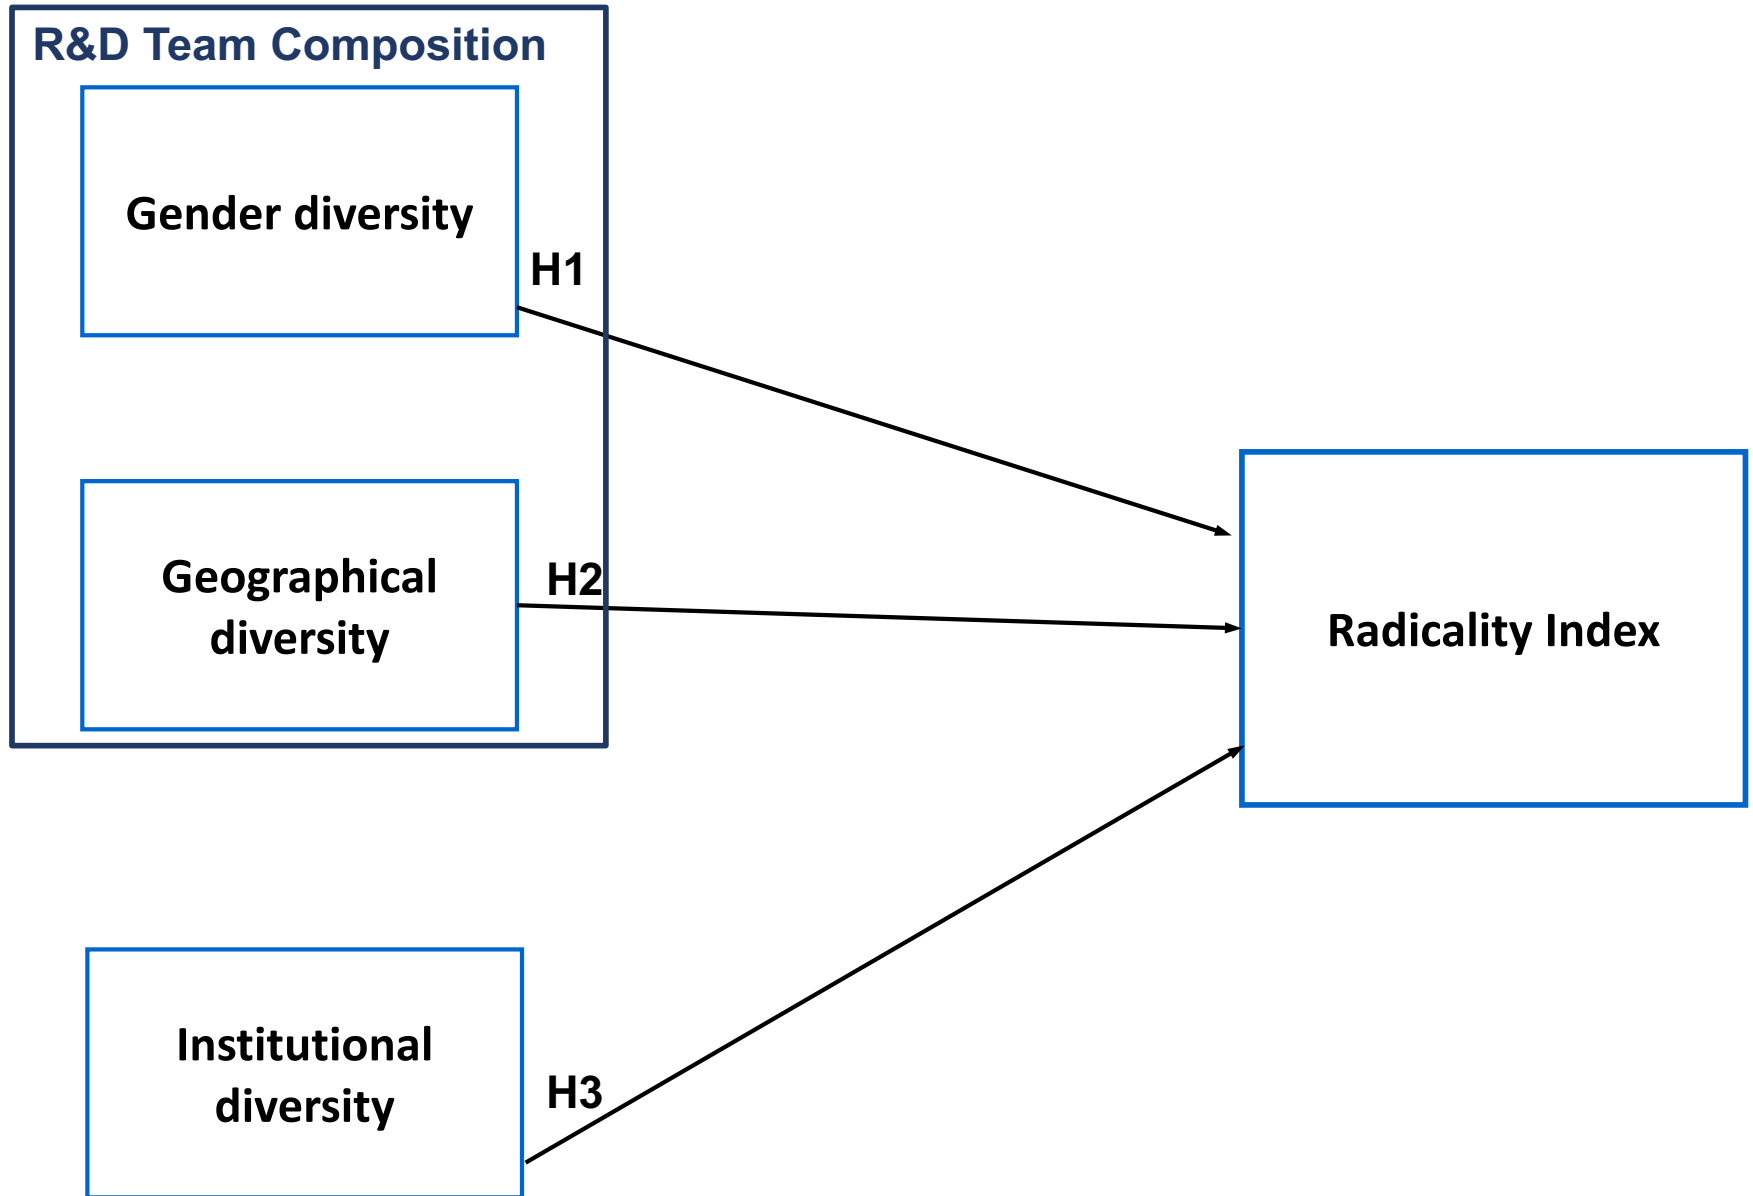 R&D Team Composition
Gender diversity
H1
Geographical
diversity
H2
Radicality Index
Institutional
diversity
H3